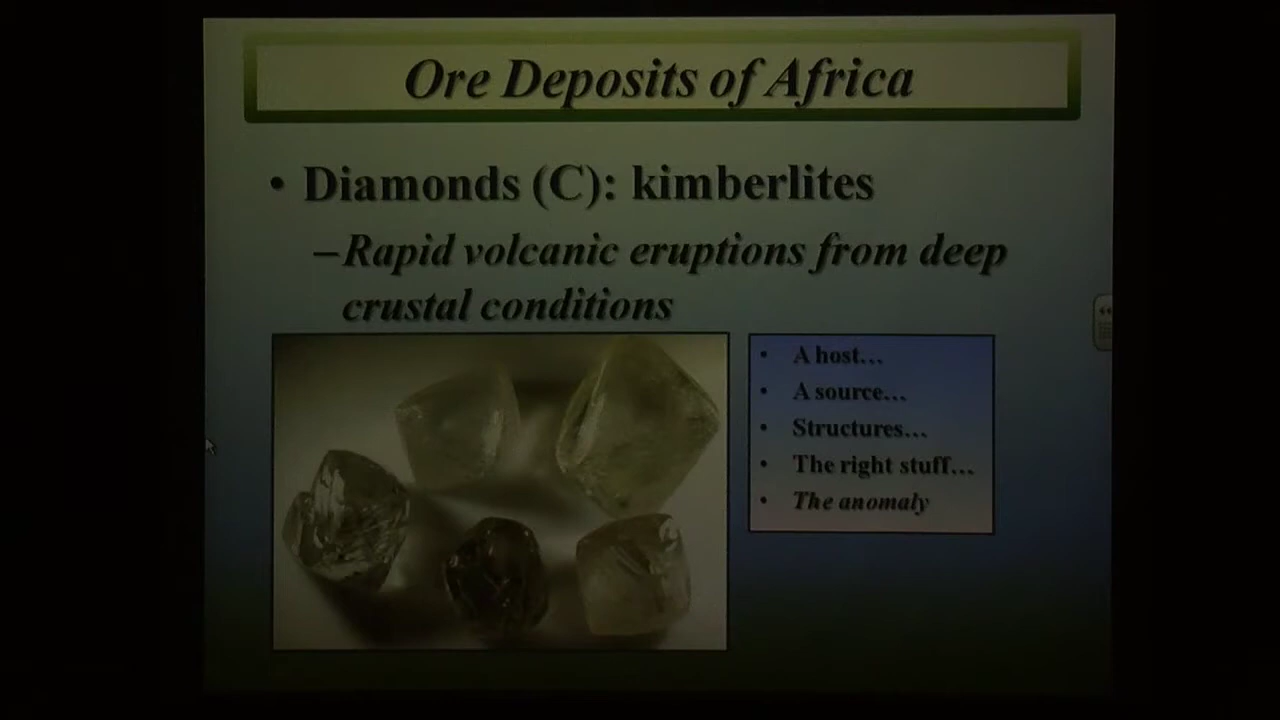 Ore Deposits of Africa
• Diamonds (C): kimberlites
–Rapid volcanic eruptions from deep
crustal conditions
• A host…
• A source…
• Structures…
• The right stuff…
• The anomaly